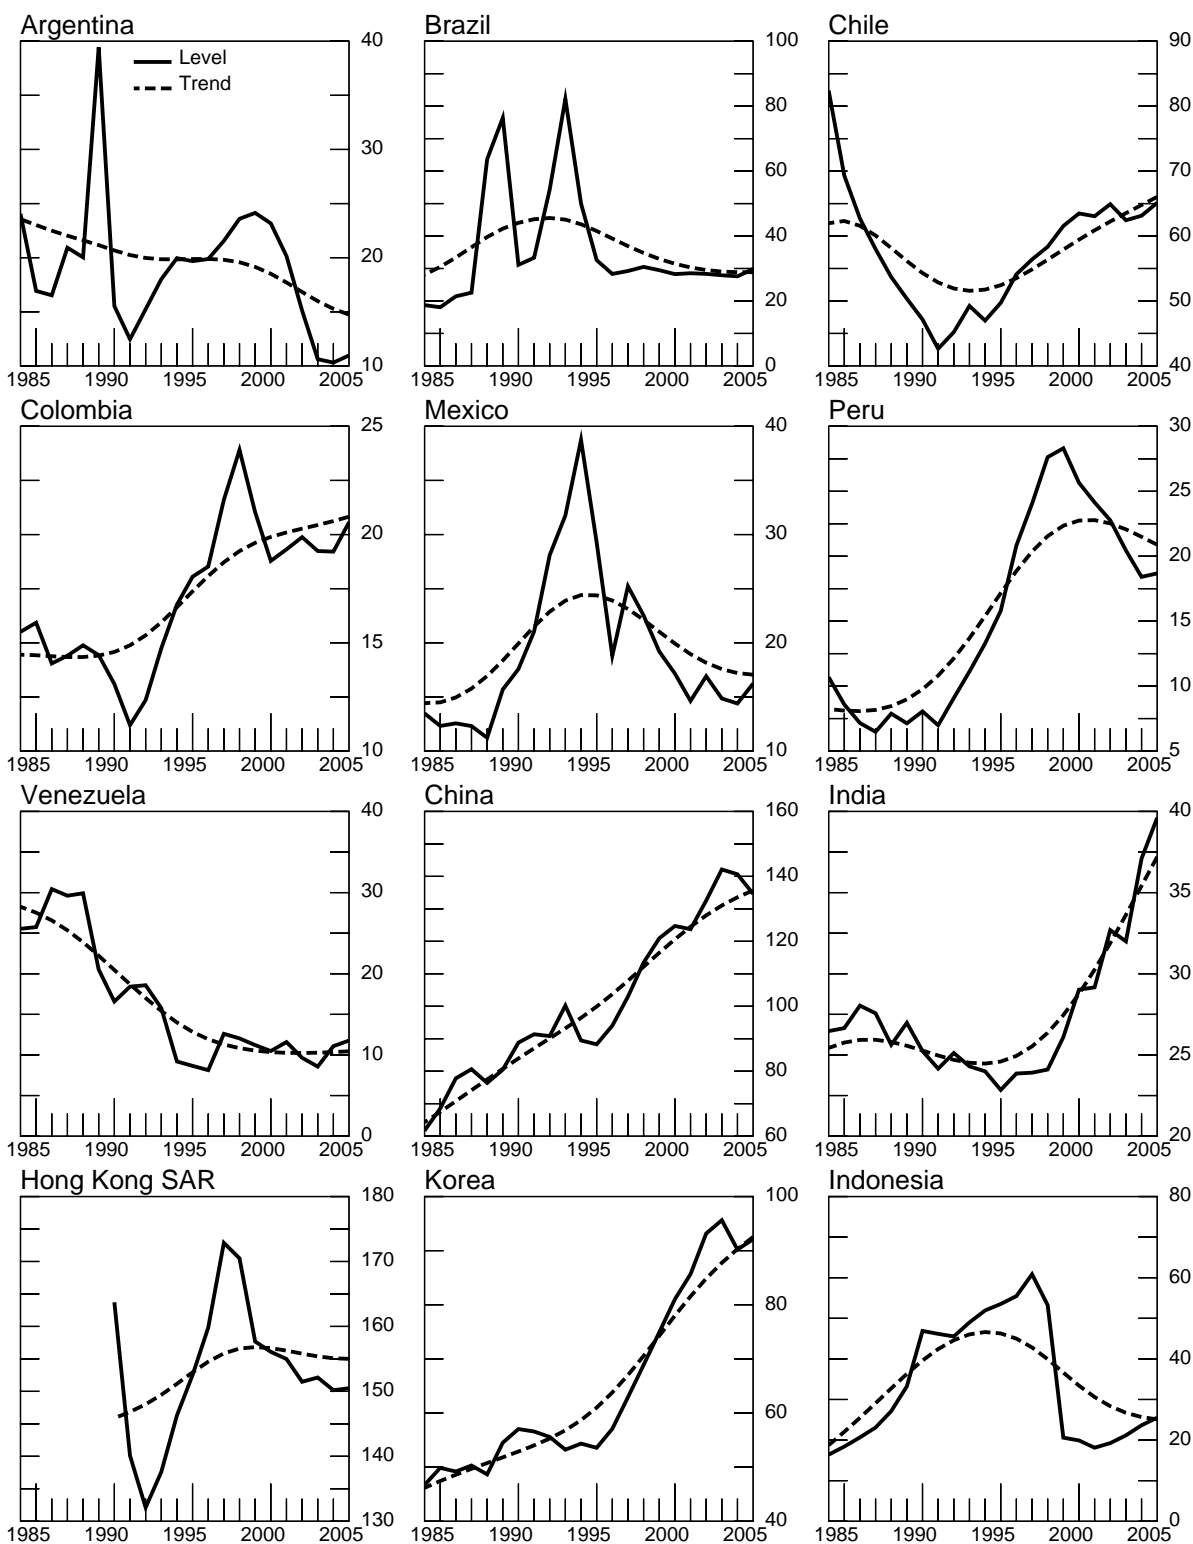 Argentina
Level
Trend
40
30
20
10
1985 1990 1995 2000 2005
Brazil
100
80
60
40
20
0
1985 1990 1995 2000 2005
Chile
90
80
70
60
50
40
1985 1990 1995 2000 2005
Colombia
25
20
15
10
1985 1990 1995 2000 2005
Mexico
40
30
20
10
1985 1990 1995 2000 2005
Peru
30
25
20
15
10
5
1985 1990 1995 2000 2005
Venezuela
40
30
20
10
0
1985 1990 1995 2000 2005
China
160
140
120
100
80
60
1985 1990 1995 2000 2005
India
40
35
30
25
20
1985 1990 1995 2000 2005
Hong Kong SAR
180
170
160
150
140
130
1985 1990 1995 2000 2005
Korea
100
80
60
40
1985 1990 1995 2000 2005
Indonesia
80
60
40
20
0
1985 1990 1995 2000 2005